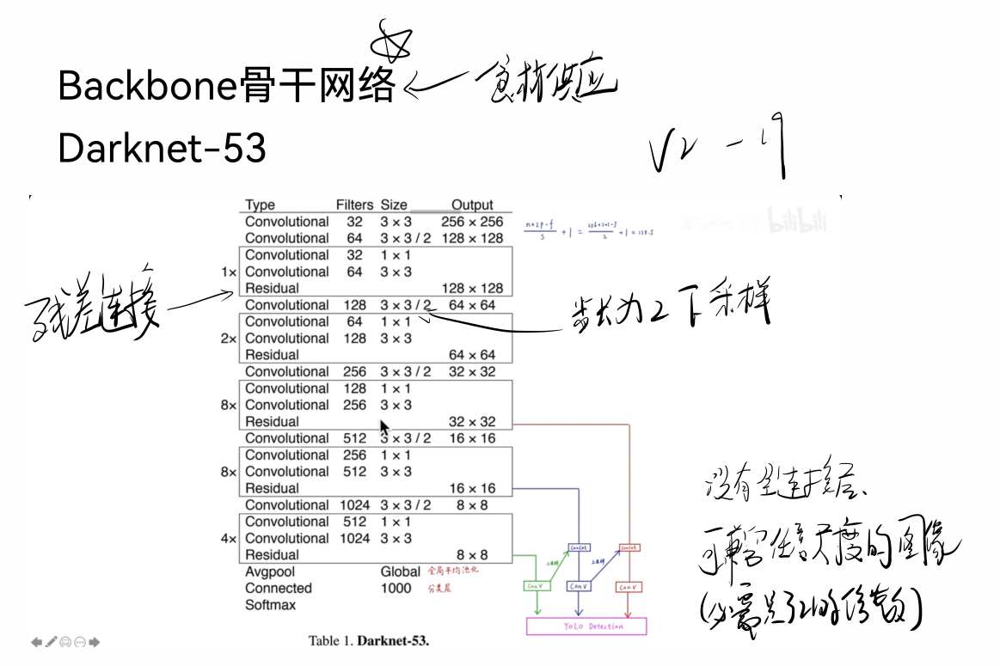 Backbone骨干网络 ← 食材供应
Darknet-53
V2 - 19
Type Filters Size Output
Convolutional 32 3 × 3 256 × 256
Convolutional 64 3 × 3 / 2 128 × 128
Convolutional 32 1 × 1
1× Convolutional 64 3 × 3
Residual 128 × 128
Convolutional 128 3 × 3 / 2 64 × 64
Convolutional 64 1 × 1
2× Convolutional 128 3 × 3
Residual 64 × 64
Convolutional 256 3 × 3 / 2 32 × 32
Convolutional 128 1 × 1
8× Convolutional 256 3 × 3
Residual 32 × 32
Convolutional 512 3 × 3 / 2 16 × 16
Convolutional 256 1 × 1
8× Convolutional 512 3 × 3
Residual 16 × 16
Convolutional 1024 3 × 3 / 2 8 × 8
Convolutional 512 1 × 1
4× Convolutional 1024 3 × 3
Residual 8 × 8
Avgpool Global 全局平均池化
Connected 1000 分类层
Softmax
Table 1. Darknet-53.
n+2p-f / s + 1 = 256+2×1-3 / 2 + 1 = 128.5
bilibili
残差连接
步长为2下采样
没有全连接层、
可兼容任意尺度的图像
(必需是32的倍数)
Concat Concat
上采样 上采样
Conv Conv Conv
YOLO Detection